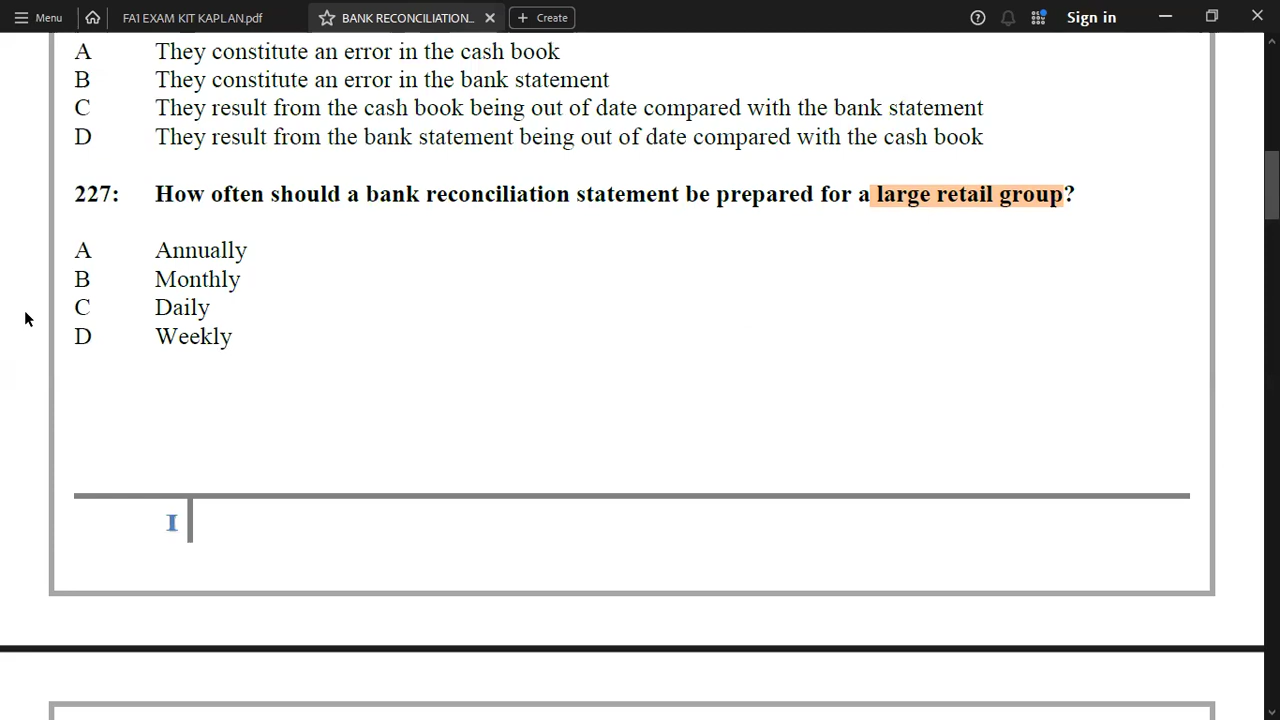 Menu
FA1 EXAM KIT KAPLAN.pdf
BANK RECONCILIATION...
Create
Sign in
A They constitute an error in the cash book
B They constitute an error in the bank statement
C They result from the cash book being out of date compared with the bank statement
D They result from the bank statement being out of date compared with the cash book
227: How often should a bank reconciliation statement be prepared for a large retail group?
A Annually
B Monthly
C Daily
D Weekly
I